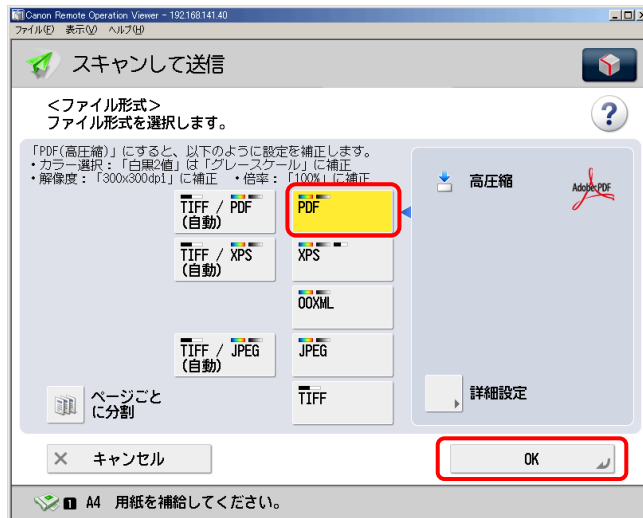 Canon Remote Operation Viewer - 192.168.141.40
ファイル(F) 表示(V) ヘルプ(H)
スキャンして送信
<ファイル形式>
ファイル形式を選択します。
?
「PDF(高圧縮)」にすると、以下のように設定を補正します。
・カラー選択:「白黒2値」は「グレースケール」に補正
・解像度:「300x300dpi」に補正 ・倍率:「100%」に補正
TIFF / PDF
(自動)
PDF
高圧縮
Adobe PDF
TIFF / XPS
(自動)
XPS
OOXML
TIFF / JPEG
(自動)
JPEG
ページごと
に分割
TIFF
詳細設定
× キャンセル
OK
1 A4 用紙を補給してください。